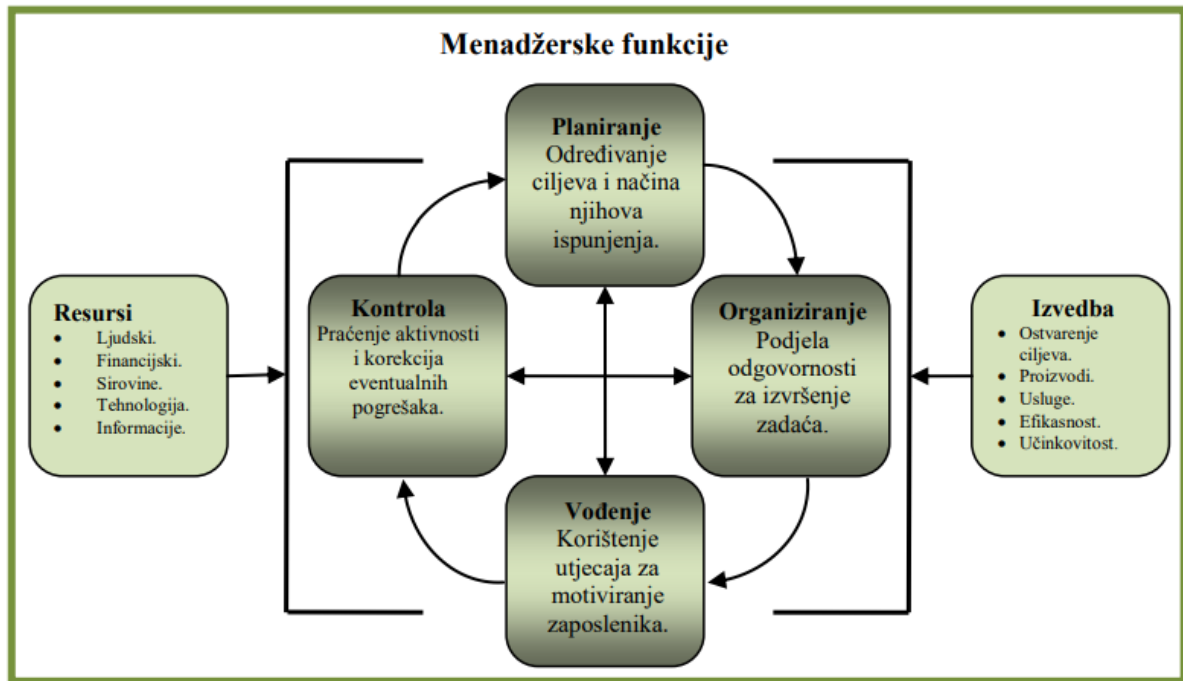 Menadžerske funkcije
Planiranje
Određivanje
ciljeva i načina
njihova
ispunjenja.
Resursi
• Ljudski.
• Financijski.
• Sirovine.
• Tehnologija.
• Informacije.
Kontrola
Praćenje aktivnosti
i korekcija
eventualnih
pogrešaka.
Organiziranje
Podjela
odgovornosti
za izvršenje
zadaća.
Izvedba
• Ostvarenje
ciljeva.
• Proizvodi.
• Usluge.
• Efikasnost.
• Učinkovitost.
Vođenje
Korištenje
utjecaja za
motiviranje
zaposlenika.